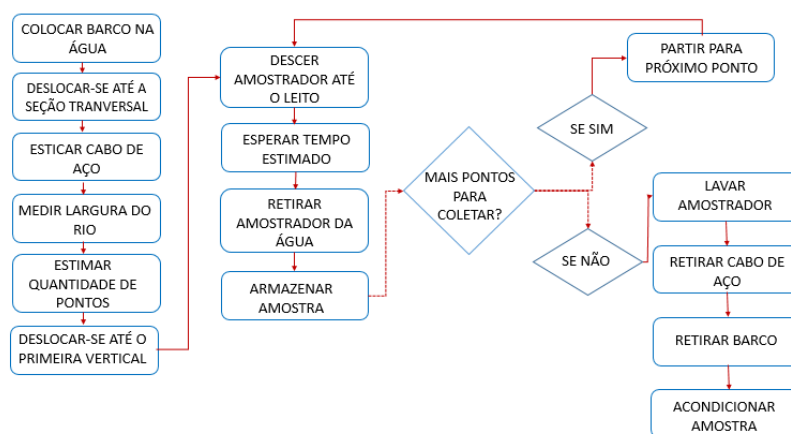 COLOCAR BARCO NA
ÁGUA
DESLOCAR-SE ATÉ A
SEÇÃO TRANVERSAL
ESTICAR CABO DE
AÇO
MEDIR LARGURA DO
RIO
ESTIMAR
QUANTIDADE DE
PONTOS
DESLOCAR-SE ATÉ O
PRIMEIRA VERTICAL
DESCER
AMOSTRADOR ATÉ
O LEITO
ESPERAR TEMPO
ESTIMADO
RETIRAR
AMOSTRADOR DA
ÁGUA
ARMAZENAR
AMOSTRA
MAIS PONTOS
PARA
COLETAR?
SE SIM
PARTIR PARA
PRÓXIMO PONTO
SE NÃO
LAVAR
AMOSTRADOR
RETIRAR CABO DE
AÇO
RETIRAR BARCO
ACONDICIONAR
AMOSTRA